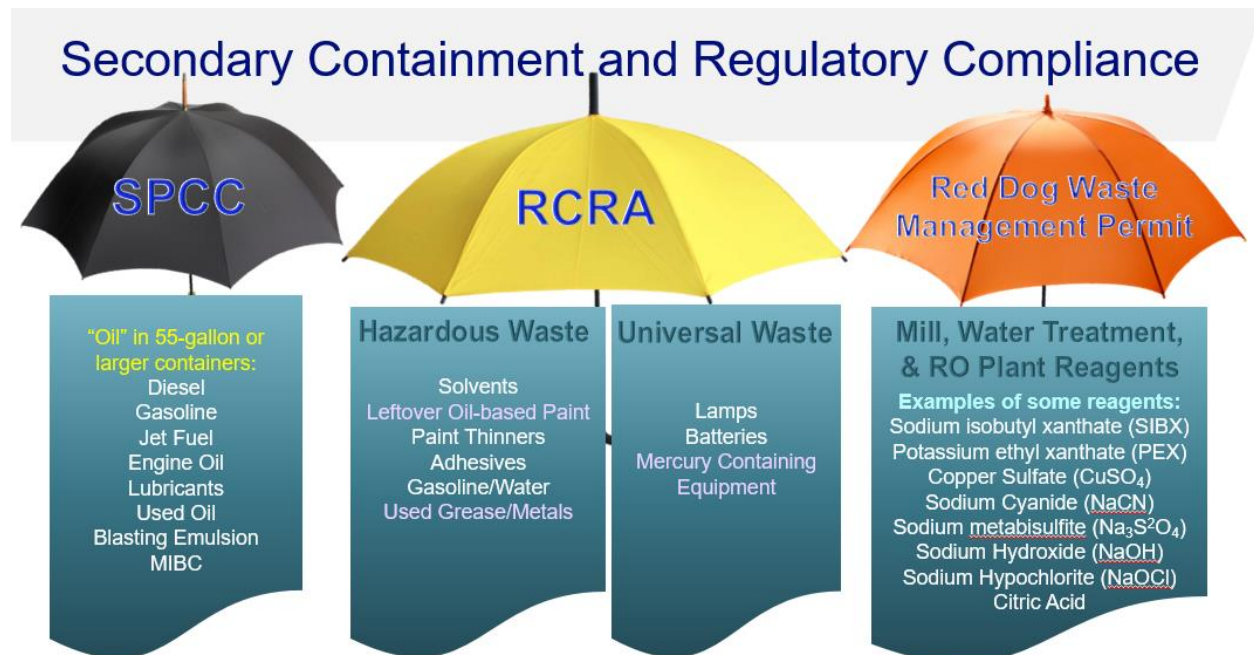 Secondary Containment and Regulatory Compliance
SPCC
"Oil" in 55-gallon or
larger containers:
Diesel
Gasoline
Jet Fuel
Engine Oil
Lubricants
Used Oil
Blasting Emulsion
MIBC
RCRA
Hazardous Waste
Solvents
Leftover Oil-based Paint
Paint Thinners
Adhesives
Gasoline/Water
Used Grease/Metals
Universal Waste
Lamps
Batteries
Mercury Containing
Equipment
Red Dog Waste
Management Permit
Mill, Water Treatment,
& RO Plant Reagents
Examples of some reagents:
Sodium isobutyl xanthate (SIBX)
Potassium ethyl xanthate (PEX)
Copper Sulfate (CuSO₄)
Sodium Cyanide (NaCN)
Sodium metabisulfite (Na₃S²O₄)
Sodium Hydroxide (NaOH)
Sodium Hypochlorite (NaOCl)
Citric Acid